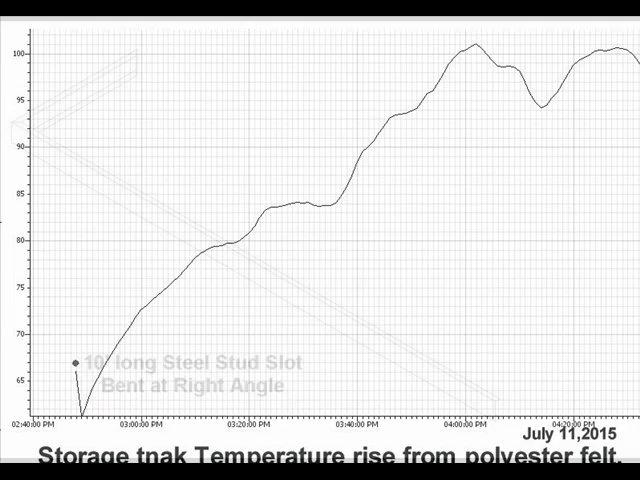 100
95
90
85
80
75
70
65
10' long Steel Stud Slot
Bent at Right Angle
02:40:00 PM 03:00:00 PM 03:20:00 PM 03:40:00 PM 04:00:00 PM 04:20:00 PM
July 11,2015
Storage tnak Temperature rise from polyester felt.